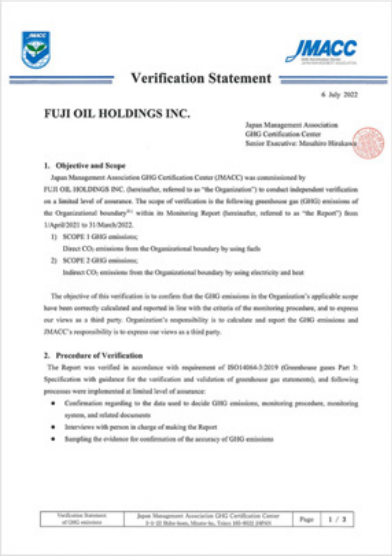 JMACC
JMACC
Verification Statement
6 July 2022
FUJI OIL HOLDINGS INC.
Japan Management Association
GHG Certification Center
Senior Executive: Masahiro Hirakawa
1. Objective and Scope
Japan Management Association GHG Certification Center (JMACC) was commissioned by
FUJI OIL HOLDINGS INC. (hereinafter, referred to as "the Organization") to conduct independent verification
on a limited level of assurance. The scope of verification is the following greenhouse gas (GHG) emissions of
the Organizational boundary within its Monitoring Report (hereinafter, referred to as "the Report") from
1/April/2021 to 31/March/2022.
1) SCOPE 1 GHG emissions;
Direct CO₂ emissions from the Organizational boundary by using fuels
2) SCOPE 2 GHG emissions;
Indirect CO₂ emissions from the Organizational boundary by using electricity and heat
The objective of this verification is to confirm that the GHG emissions in the Organization's applicable scope
have been correctly calculated and reported in line with the criteria of the monitoring procedure, and to express
our views as a third party. Organization's responsibility is to calculate and report the GHG emissions and
JMACC's responsibility is to express our views as a third party.
2. Procedure of Verification
The Report was verified in accordance with requirement of ISO14064-3:2019 (Greenhouse gases Part 3:
Specification with guidance for the verification and validation of greenhouse gas statements), and following
processes were implemented at limited level of assurance:
● Confirmation regarding to the data used to decide GHG emissions, monitoring procedure, monitoring
system, and related documents
● Interviews with person in charge of making the Report
● Sampling the evidence for confirmation of the accuracy of GHG emissions
Verification Statement
of GHG emissions
Japan Management Association GHG Certification Center
Page
1 / 3